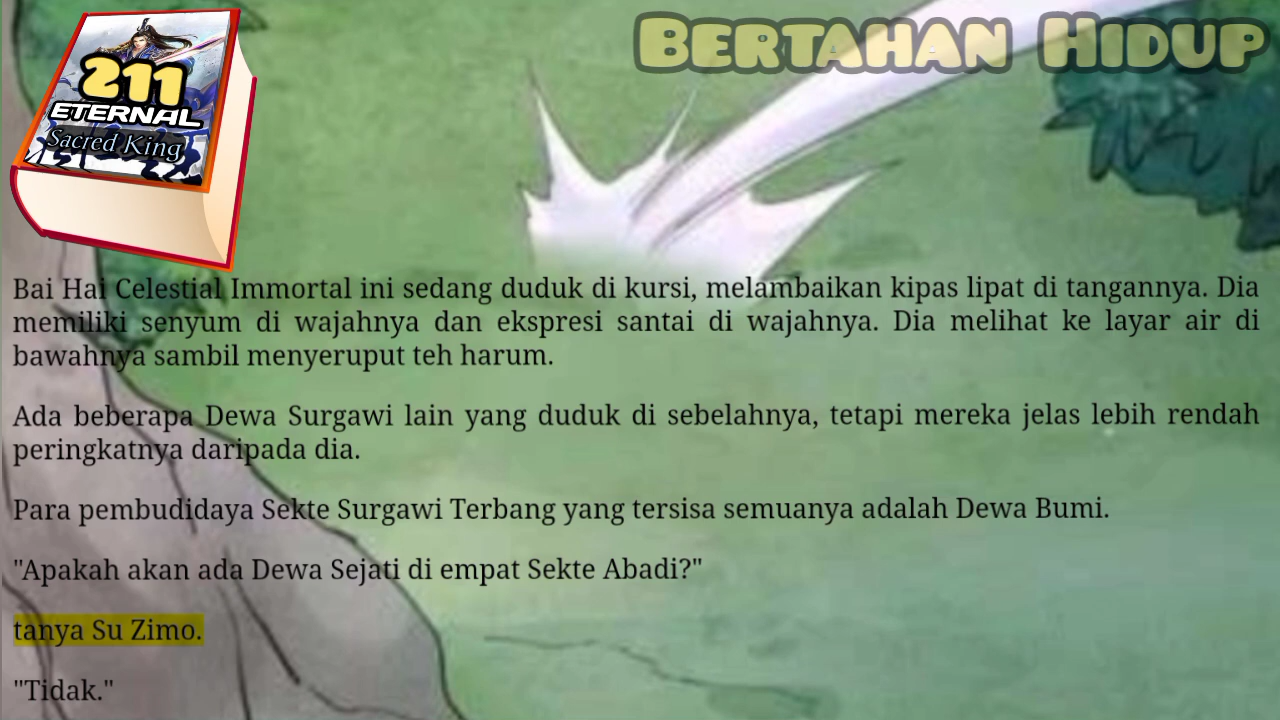 BERTAHAN HIDUP
211
ETERNAL
Sacred King
Bai Hai Celestial Immortal ini sedang duduk di kursi, melambaikan kipas lipat di tangannya. Dia
memiliki senyum di wajahnya dan ekspresi santai di wajahnya. Dia melihat ke layar air di
bawahnya sambil menyeruput teh harum.
Ada beberapa Dewa Surgawi lain yang duduk di sebelahnya, tetapi mereka jelas lebih rendah
peringkatnya daripada dia.
Para pembudidaya Sekte Surgawi Terbang yang tersisa semuanya adalah Dewa Bumi.
"Apakah akan ada Dewa Sejati di empat Sekte Abadi?"
tanya Su Zimo.
"Tidak."